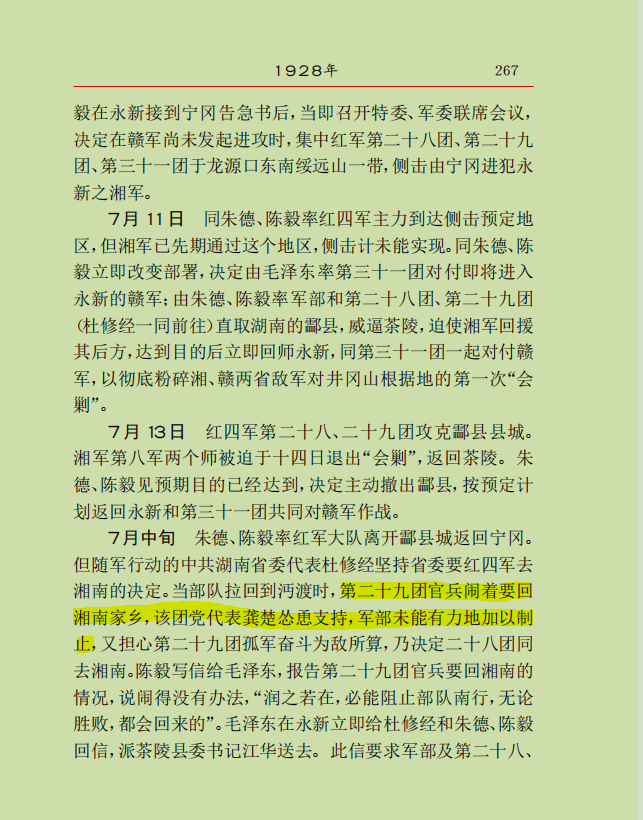 1928年
267
毅在永新接到宁冈告急书后，当即召开特委、军委联席会议，
决定在赣军尚未发起进攻时，集中红军第二十八团、第二十九
团、第三十一团于龙源口东南绥远山一带，侧击由宁冈进犯永
新之湘军。
7月11日　同朱德、陈毅率红四军主力到达侧击预定地
区，但湘军已先期通过这个地区，侧击计未能实现。同朱德、陈
毅立即改变部署，决定由毛泽东率第三十一团对付即将进入
永新的赣军；由朱德、陈毅率军部和第二十八团、第二十九团
（杜修经一同前往）直取湖南的酃县，威逼茶陵，迫使湘军回援
其后方，达到目的后立即回师永新，同第三十一团一起对付赣
军，以彻底粉碎湘、赣两省敌军对井冈山根据地的第一次“会
剿”。
7月13日　红四军第二十八、二十九团攻克酃县县城。
湘军第八军两个师被迫于十四日退出“会剿”，返回茶陵。朱
德、陈毅见预期目的已经达到，决定主动撤出酃县，按预定计
划返回永新和第三十一团共同对赣军作战。
7月中旬　朱德、陈毅率红军大队离开酃县城返回宁冈。
但随军行动的中共湖南省委代表杜修经坚持省委要红四军去
湘南的决定。当部队拉回到沔渡时，第二十九团官兵闹着要回
湘南家乡，该团党代表龚楚怂恿支持，军部未能有力地加以制
止，又担心第二十九团孤军奋斗为敌所算，乃决定二十八团同
去湘南。陈毅写信给毛泽东，报告第二十九团官兵要回湘南的
情况，说闹得没有办法，“润之若在，必能阻止部队南行，无论
胜败，都会回来的”。毛泽东在永新立即给杜修经和朱德、陈毅
回信，派茶陵县委书记江华送去。此信要求军部及第二十八、